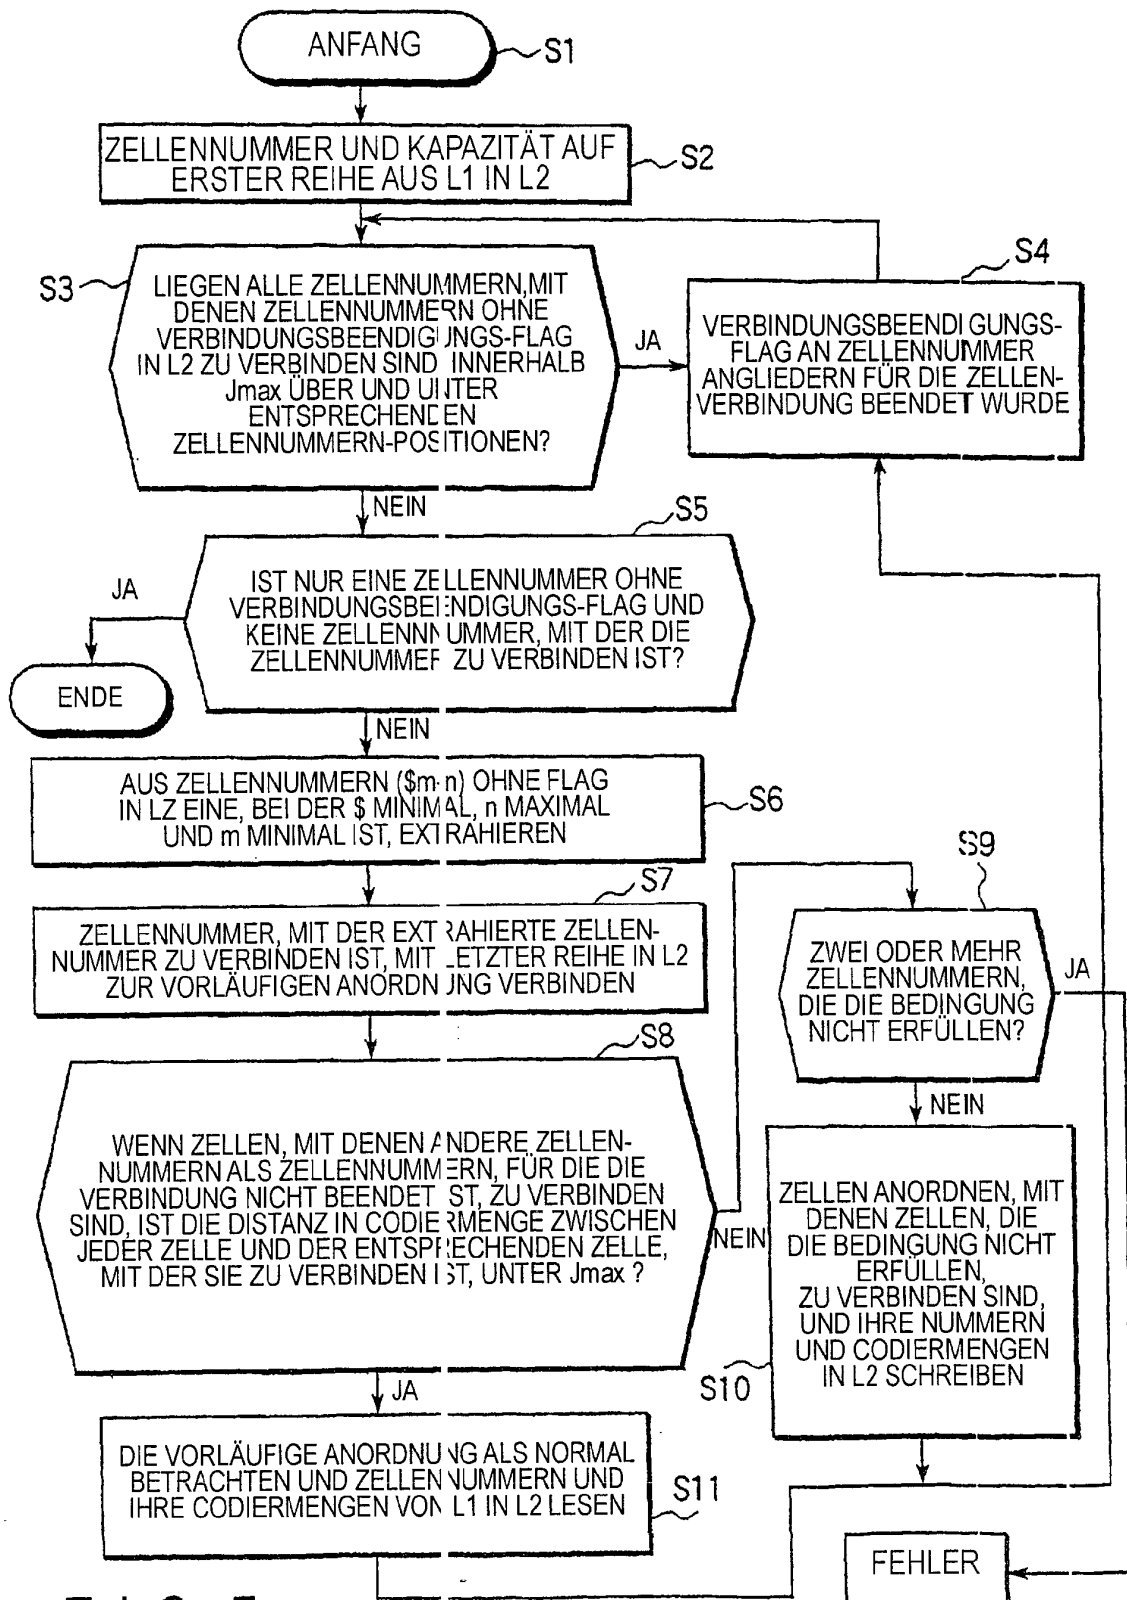 ANFANG
S1
ZELLENNUMMER UND KAPAZITÄT AUF
ERSTER REIHE AUS L1 IN L2
S2
S3
LIEGEN ALLE ZELLENNUMMERN, MIT
DENEN ZELLENNUMMERN OHNE
VERBINDUNGSBEENDIGUNGS-FLAG
IN L2 ZU VERBINDEN SIND INNERHALB
Jmax ÜBER UND UNTER
ENTSPRECHENDEN
ZELLENNUMMERN-POSITIONEN?
JA
S4
VERBINDUNGSBEENDIGUNGS-
FLAG AN ZELLENNUMMER
ANGLIEDERN FÜR DIE ZELLEN-
VERBINDUNG BEENDET WURDE
NEIN
S5
IST NUR EINE ZELLENNUMMER OHNE
VERBINDUNGSBEENDIGUNGS-FLAG UND
KEINE ZELLENNNUMMER, MIT DER DIE
ZELLENNUMMER ZU VERBINDEN IST?
JA
ENDE
NEIN
AUS ZELLENNUMMERN ($m-n) OHNE FLAG
IN LZ EINE, BEI DER $ MINIMAL, n MAXIMAL
UND m MINIMAL IST, EXTRAHIEREN
S6
S7
ZELLENNUMMER, MIT DER EXTRAHIERTE ZELLEN-
NUMMER ZU VERBINDEN IST, MIT LETZTER REIHE IN L2
ZUR VORLÄUFIGEN ANORDNUNG VERBINDEN
S8
WENN ZELLEN, MIT DENEN ANDERE ZELLEN-
NUMMERN ALS ZELLENNUMMERN, FÜR DIE DIE
VERBINDUNG NICHT BEENDET IST, ZU VERBINDEN
SIND, IST DIE DISTANZ IN CODIERMENGE ZWISCHEN
JEDER ZELLE UND DER ENTSPRECHENDEN ZELLE,
MIT DER SIE ZU VERBINDEN IST, UNTER Jmax ?
NEIN
S9
ZWEI ODER MEHR
ZELLENNUMMERN,
DIE DIE BEDINGUNG
NICHT ERFÜLLEN?
JA
NEIN
ZELLEN ANORDNEN, MIT
DENEN ZELLEN, DIE
DIE BEDINGUNG NICHT
ERFÜLLEN,
ZU VERBINDEN SIND,
UND IHRE NUMMERN
UND CODIERMENGEN
IN L2 SCHREIBEN
S10
JA
DIE VORLÄUFIGE ANORDNUNG ALS NORMAL
BETRACHTEN UND ZELLENNUMMERN UND
IHRE CODIERMENGEN VON L1 IN L2 LESEN
S11
FEHLER